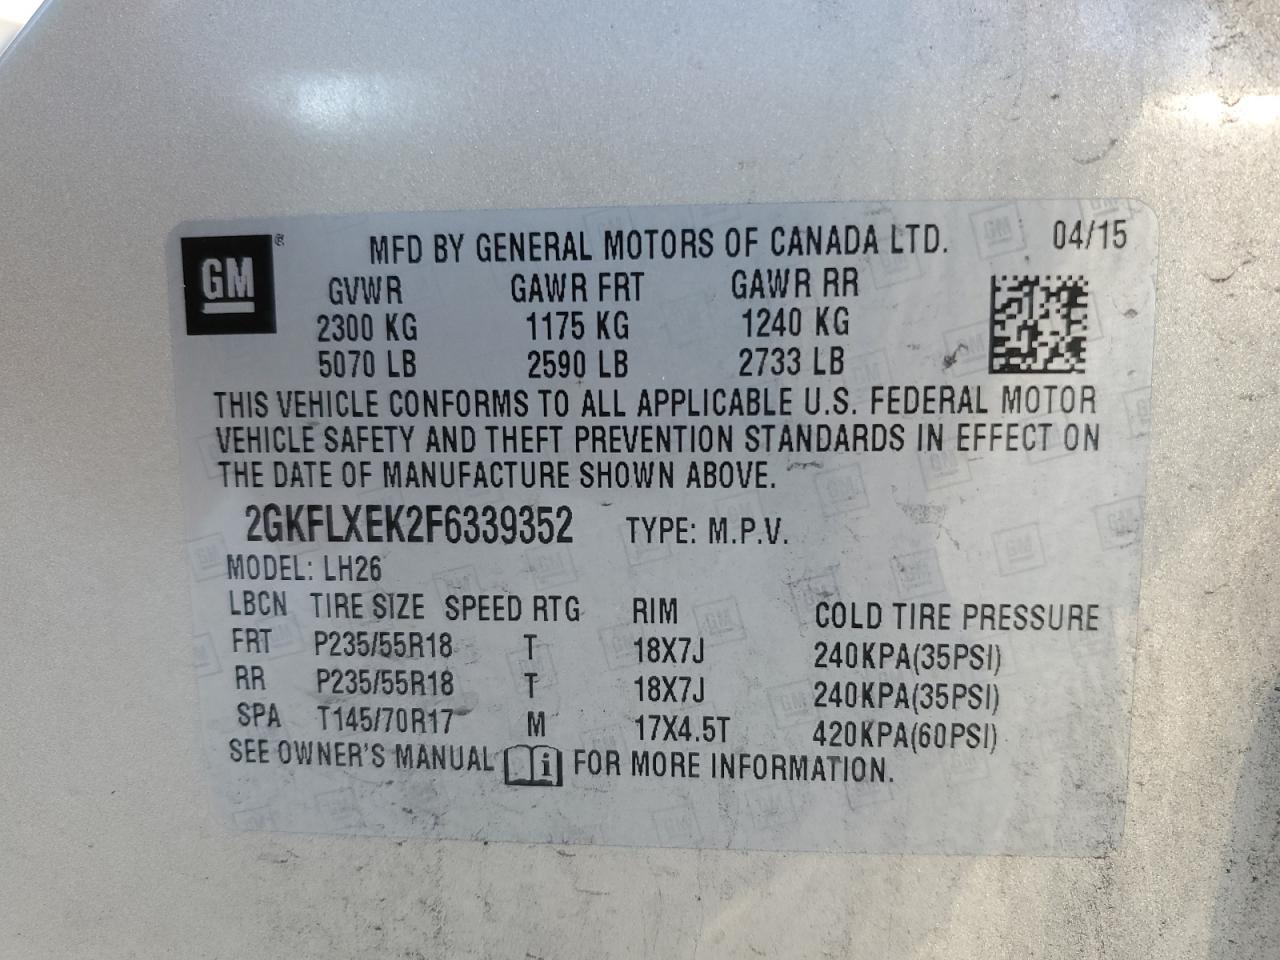 GM ® MFD BY GENERAL MOTORS OF CANADA LTD. 04/15
GVWR GAWR FRT GAWR RR
2300 KG 1175 KG 1240 KG
5070 LB 2590 LB 2733 LB
THIS VEHICLE CONFORMS TO ALL APPLICABLE U.S. FEDERAL MOTOR
VEHICLE SAFETY AND THEFT PREVENTION STANDARDS IN EFFECT ON
THE DATE OF MANUFACTURE SHOWN ABOVE.
2GKFLXEK2F6339352 TYPE: M.P.V.
MODEL: LH26
LBCN TIRE SIZE SPEED RTG RIM COLD TIRE PRESSURE
FRT P235/55R18 T 18X7J 240KPA(35PSI)
RR P235/55R18 T 18X7J 240KPA(35PSI)
SPA T145/70R17 M 17X4.5T 420KPA(60PSI)
SEE OWNER'S MANUAL i FOR MORE INFORMATION.